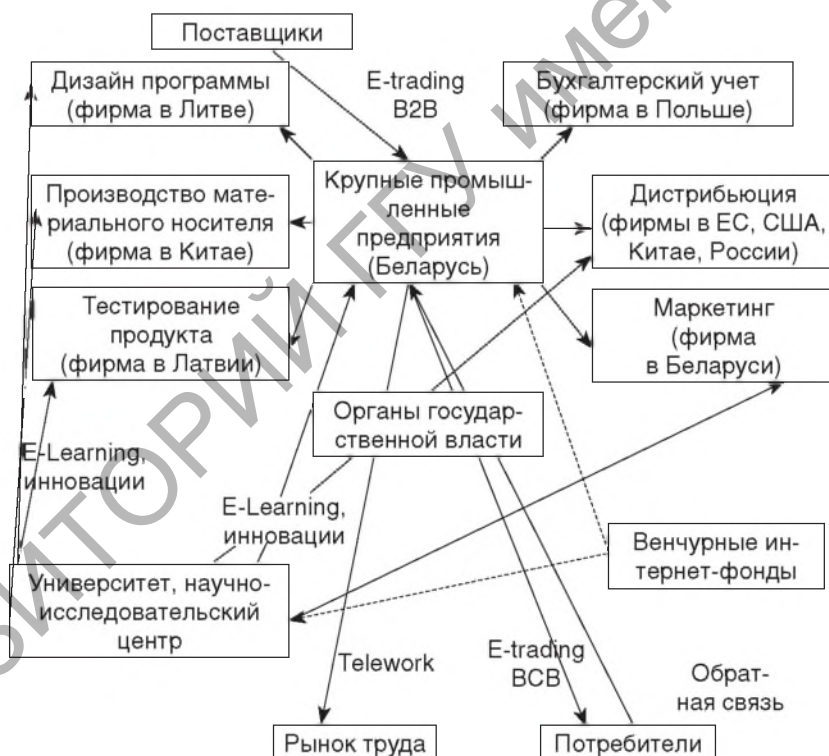 Поставщики
Дизайн программы
(фирма в Литве)
E-trading
B2B
Бухгалтерский учет
(фирма в Польше)
Производство мате-
риального носителя
(фирма в Китае)
Крупные промыш-
ленные
предприятия
(Беларусь)
Дистрибьюция
(фирмы в ЕС, США,
Китае, России)
Тестирование
продукта
(фирма в Латвии)
Маркетинг
(фирма
в Беларуси)
Органы государ-
ственной власти
E-Learning,
инновации
E-Learning,
инновации
Венчурные ин-
тернет-фонды
Университет, научно-
исследовательский
центр
Telework
E-trading
BCB
Обрат-
ная связь
Рынок труда
Потребители
ИТОРИЙ ГГУ имен